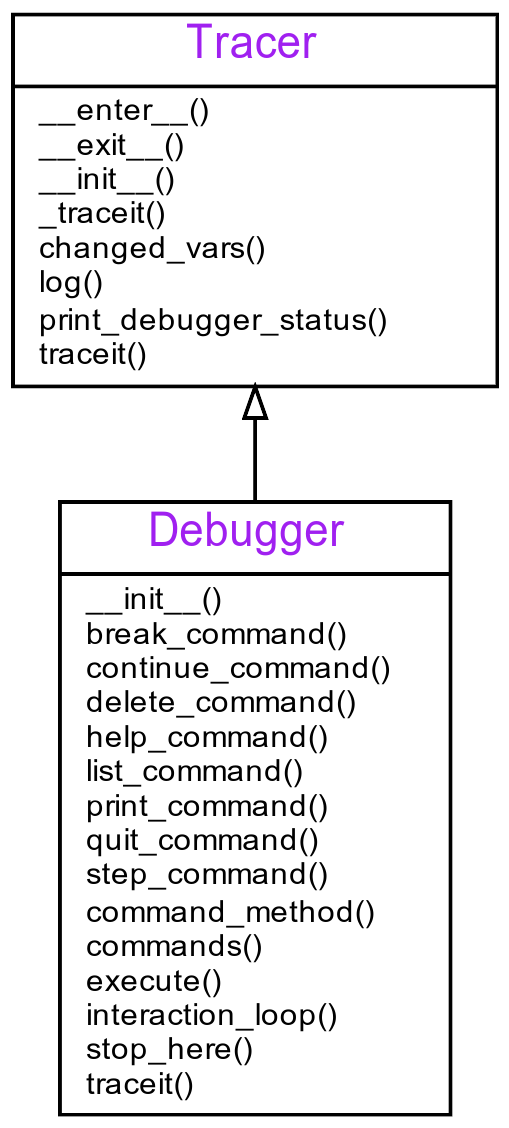 Tracer
__enter__()
__exit__()
__init__()
_traceit()
changed_vars()
log()
print_debugger_status()
traceit()
Debugger
__init__()
break_command()
continue_command()
delete_command()
help_command()
list_command()
print_command()
quit_command()
step_command()
command_method()
commands()
execute()
interaction_loop()
stop_here()
traceit()